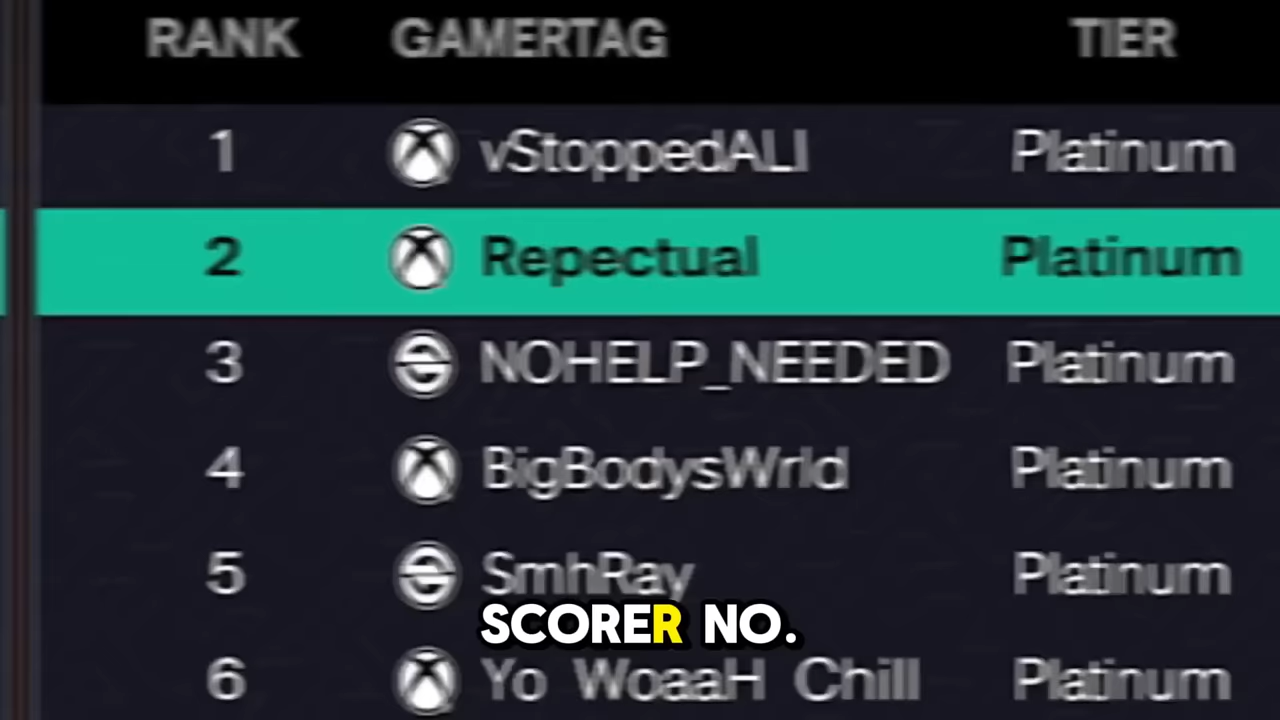 RANK GAMERTAG TIER
1 vStoppedALI Platinum
2 Repectual Platinum
3 NOHELP_NEEDED Platinum
4 BigBodysWrld Platinum
5 SmhRay Platinum
SCORER NO.
6 Yo WoaaH Chill Platinum